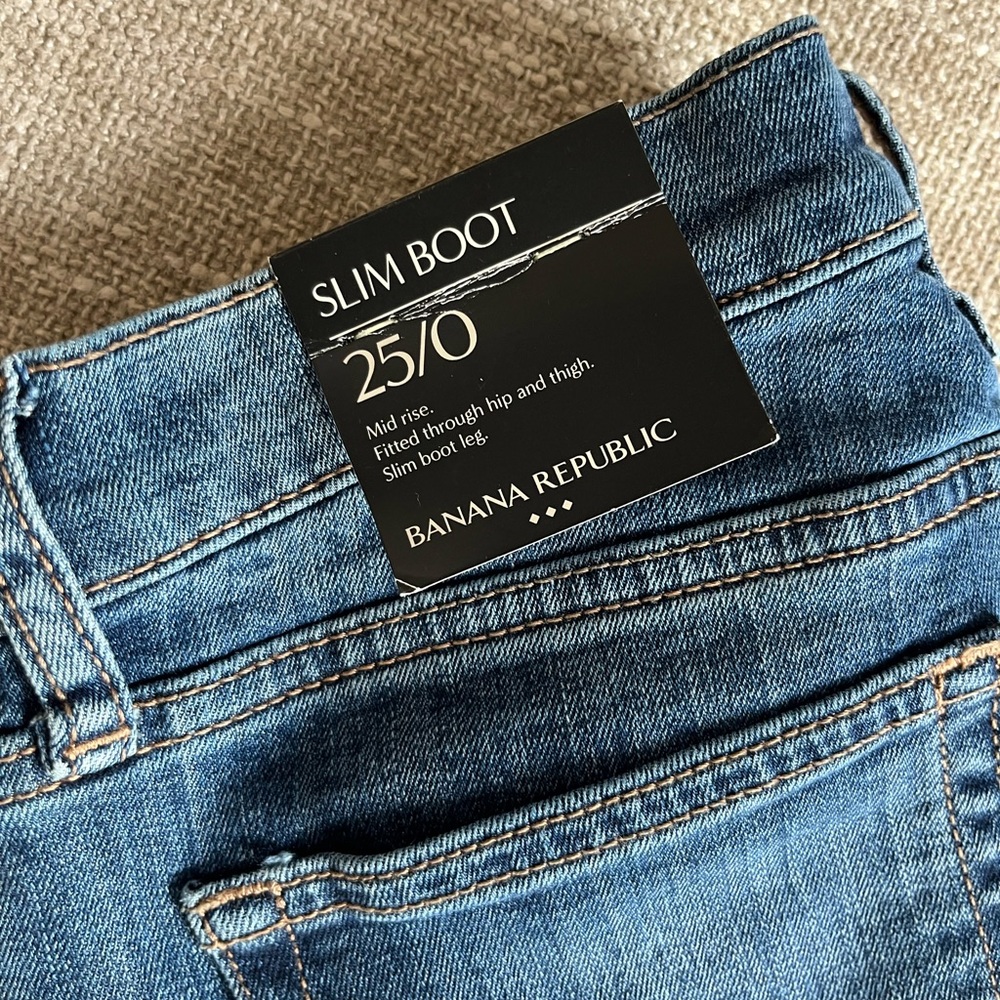 SLIM BOOT
25/0
Mid rise.
Fitted through hip and thigh.
Slim boot leg.
BANANA REPUBLIC